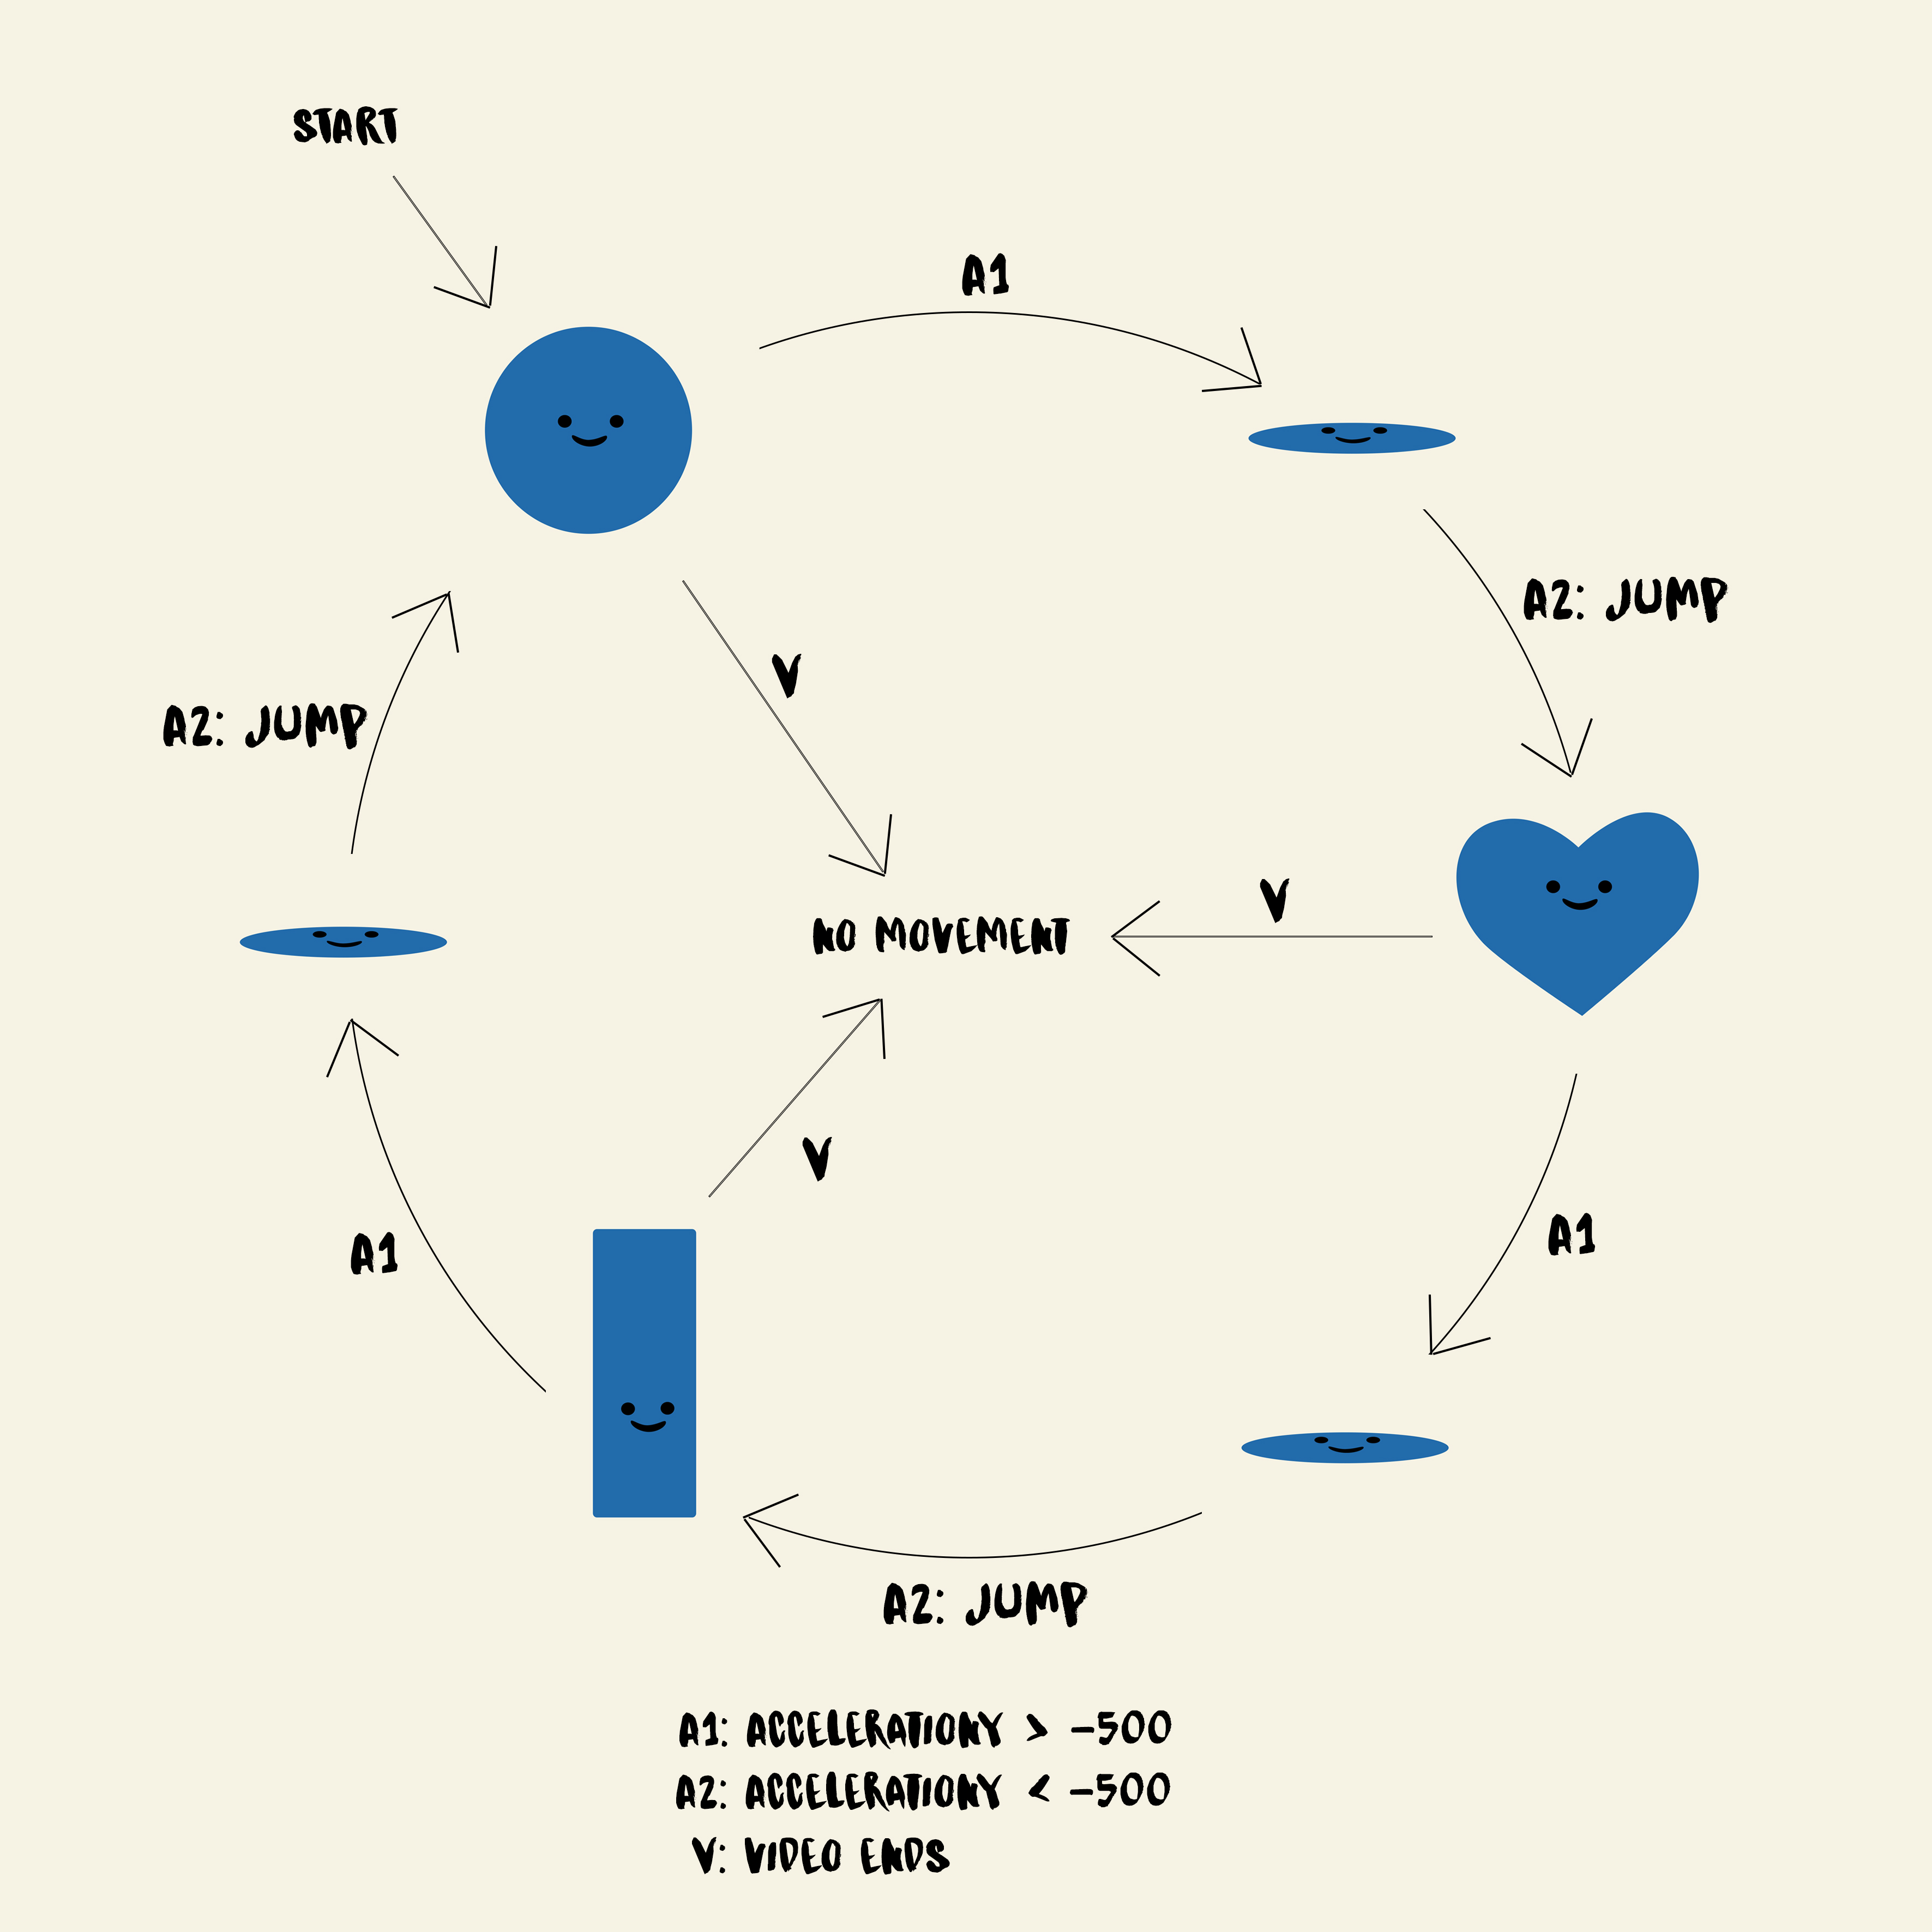 START
A1
A2: JUMP
V
A2: JUMP
V
NO MOVEMENT
V
A1
A1
A2: JUMP
A1: ACCELERATIONY > -500
A2: ACCELERATIONY < -500
V: VIDEO ENDS